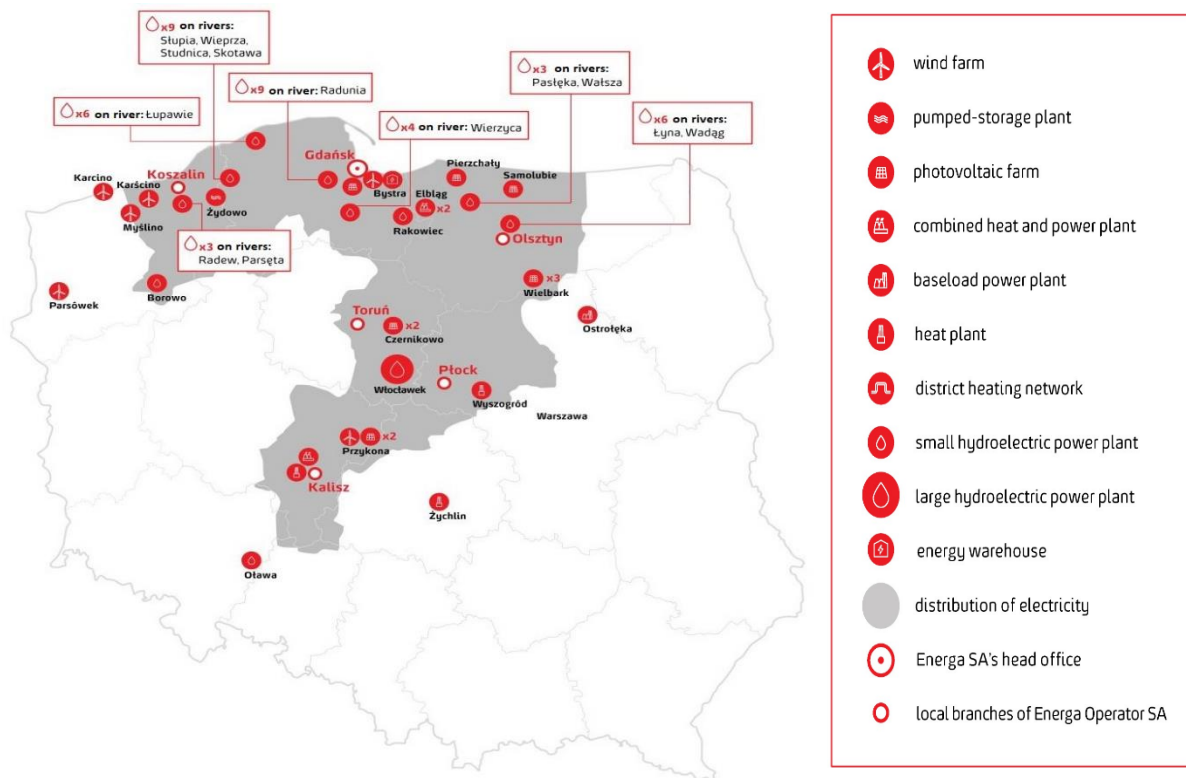 x9 on rivers:
Słupia, Wieprza,
Studnica, Skotawa
x3 on rivers:
Pasłęka, Wałsza
x9 on river: Radunia
x6 on river: Łupawie
x4 on river: Wierzyca
x6 on rivers:
Łyna, Wadąg
Gdańsk
Pierzchały
Koszalin
Karcino
Karścino
Samolubie
Bystra
Elbląg
x2
Żydowo
Rakowiec
Myślino
Olsztyn
x3 on rivers:
Radew, Parsęta
x3
Wielbark
Borowo
Parsówek
Toruń
x2
Czernikowo
Ostrołęka
Płock
Włocławek
Wyszogród
Warszawa
x2
Przykona
Kalisz
Żychlin
Oława
wind farm
pumped-storage plant
photovoltaic farm
combined heat and power plant
baseload power plant
heat plant
district heating network
small hydroelectric power plant
large hydroelectric power plant
energy warehouse
distribution of electricity
Energa SA's head office
local branches of Energa Operator SA